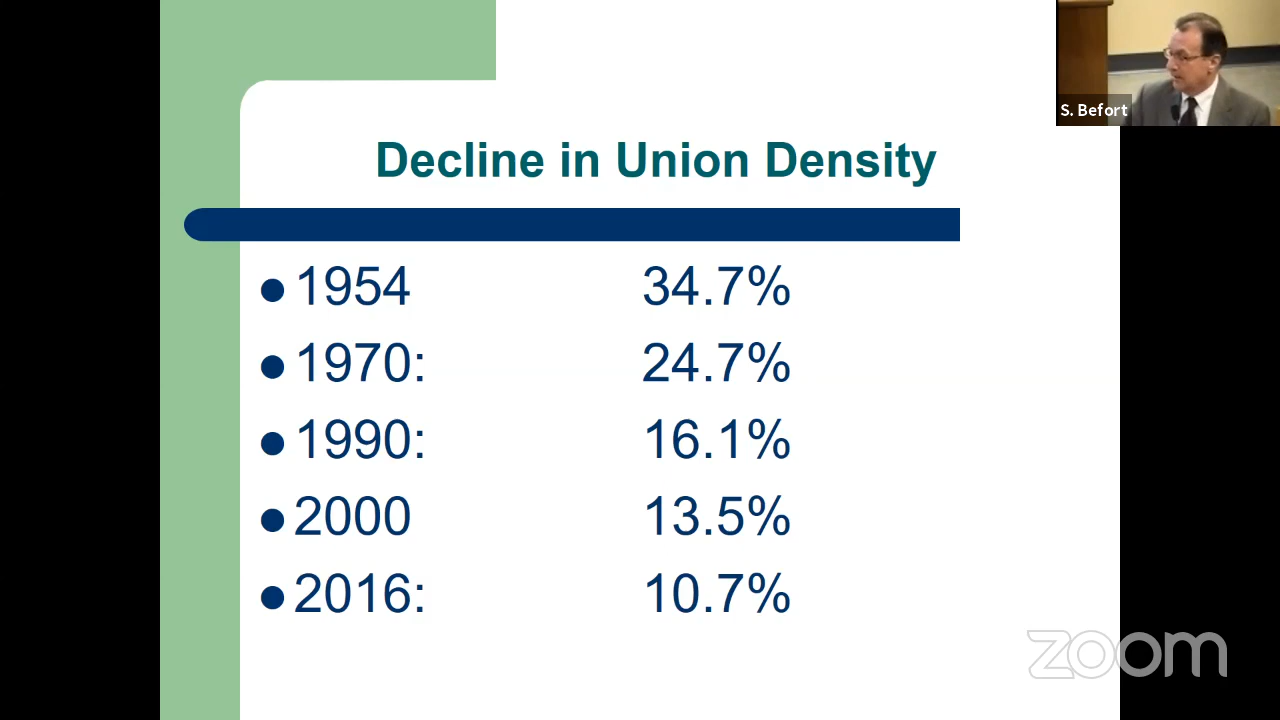 S. Befort
Decline in Union Density
● 1954 34.7%
● 1970: 24.7%
● 1990: 16.1%
● 2000 13.5%
● 2016: 10.7%
zoom